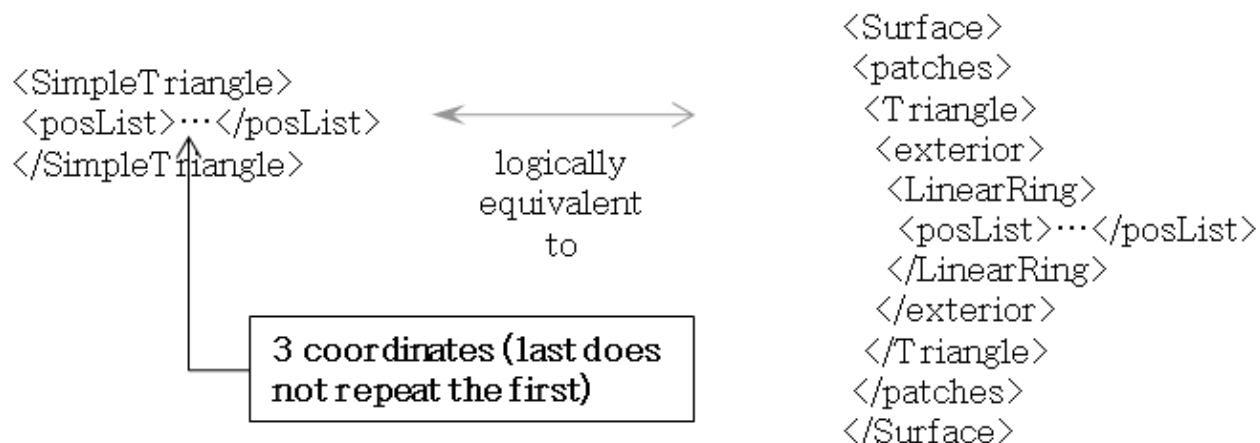 <SimpleTriangle>
<posList>…</posList>
</SimpleTriangle>
logically
equivalent
to
3 coordinates (last does
not repeat the first)
<Surface>
<patches>
<Triangle>
<exterior>
<LinearRing>
<posList>…</posList>
</LinearRing>
</exterior>
</Triangle>
</patches>
</Surface>